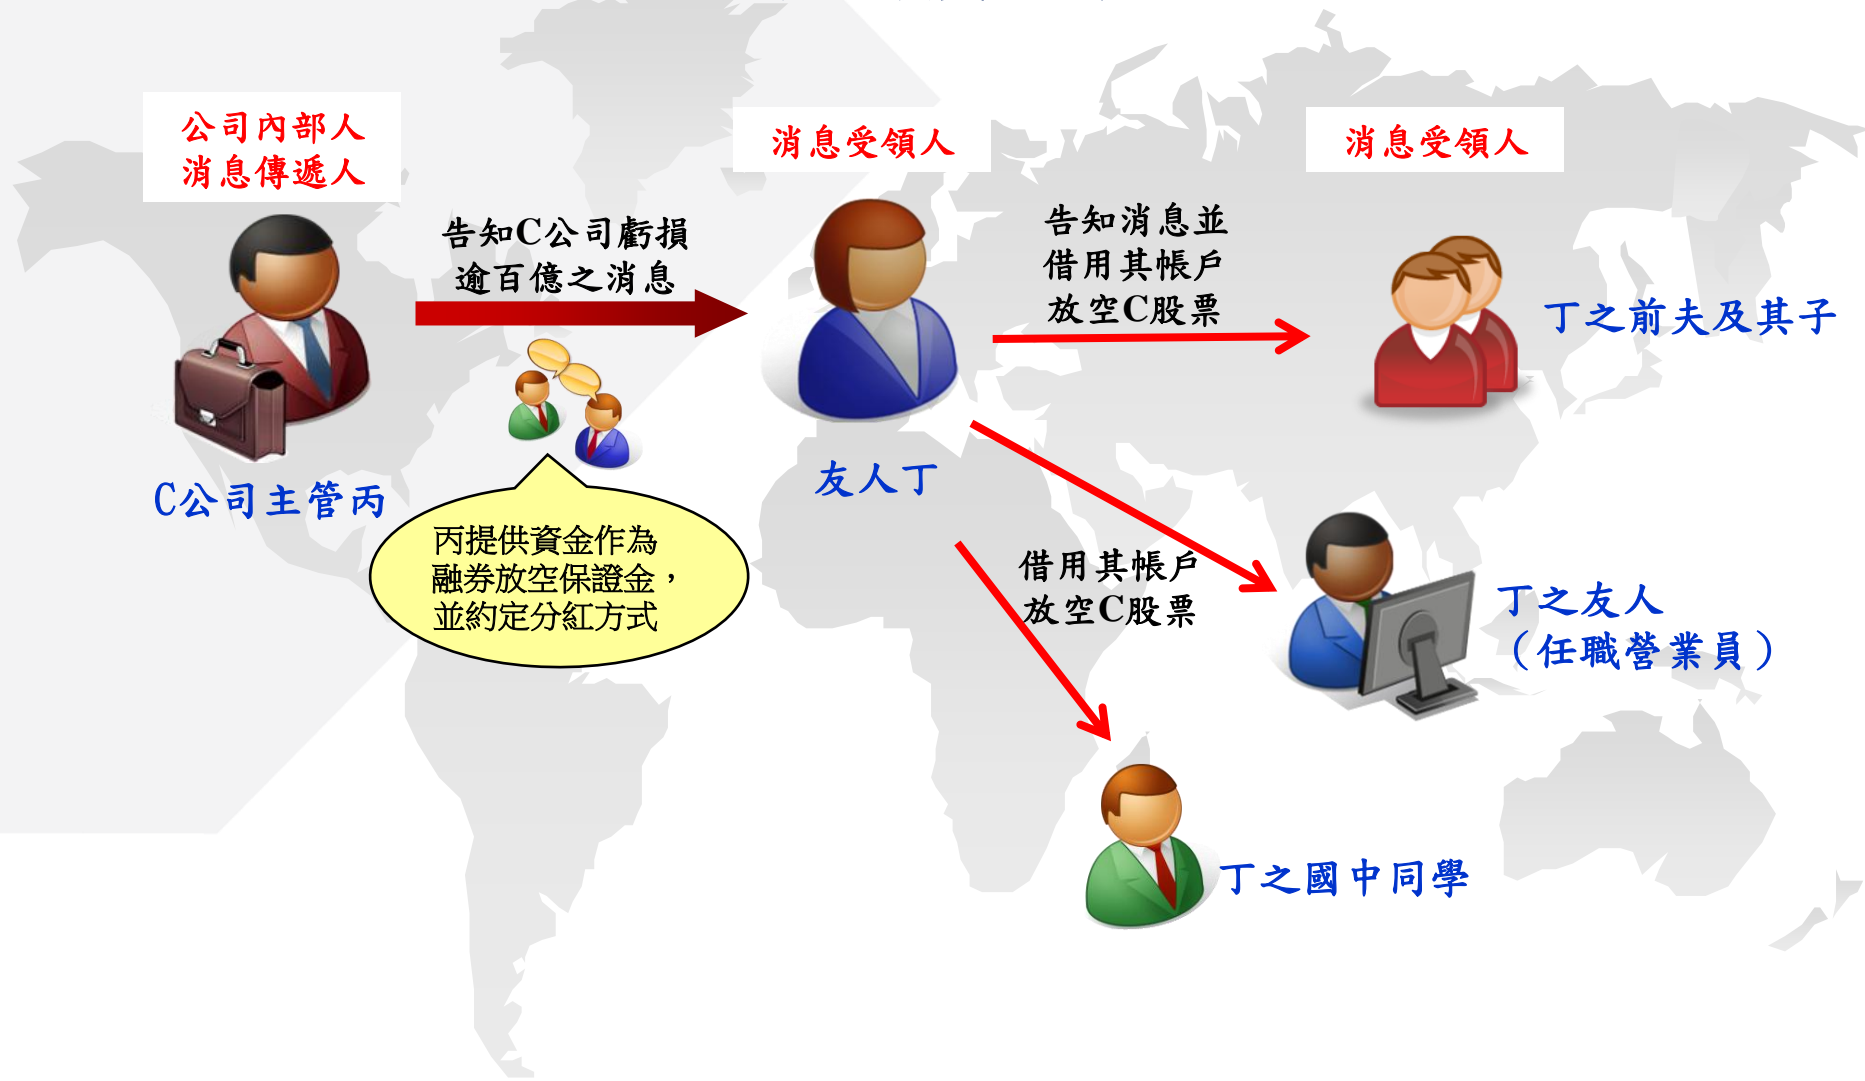 公司內部人
消息傳遞人
消息受領人
消息受領人
告知C公司虧損
逾百億之消息
告知消息並
借用其帳戶
放空C股票
丁之前夫及其子
C公司主管丙
友人丁
丙提供資金作為
融券放空保證金，
並約定分紅方式
借用其帳戶
放空C股票
丁之友人
（任職營業員）
丁之國中同學